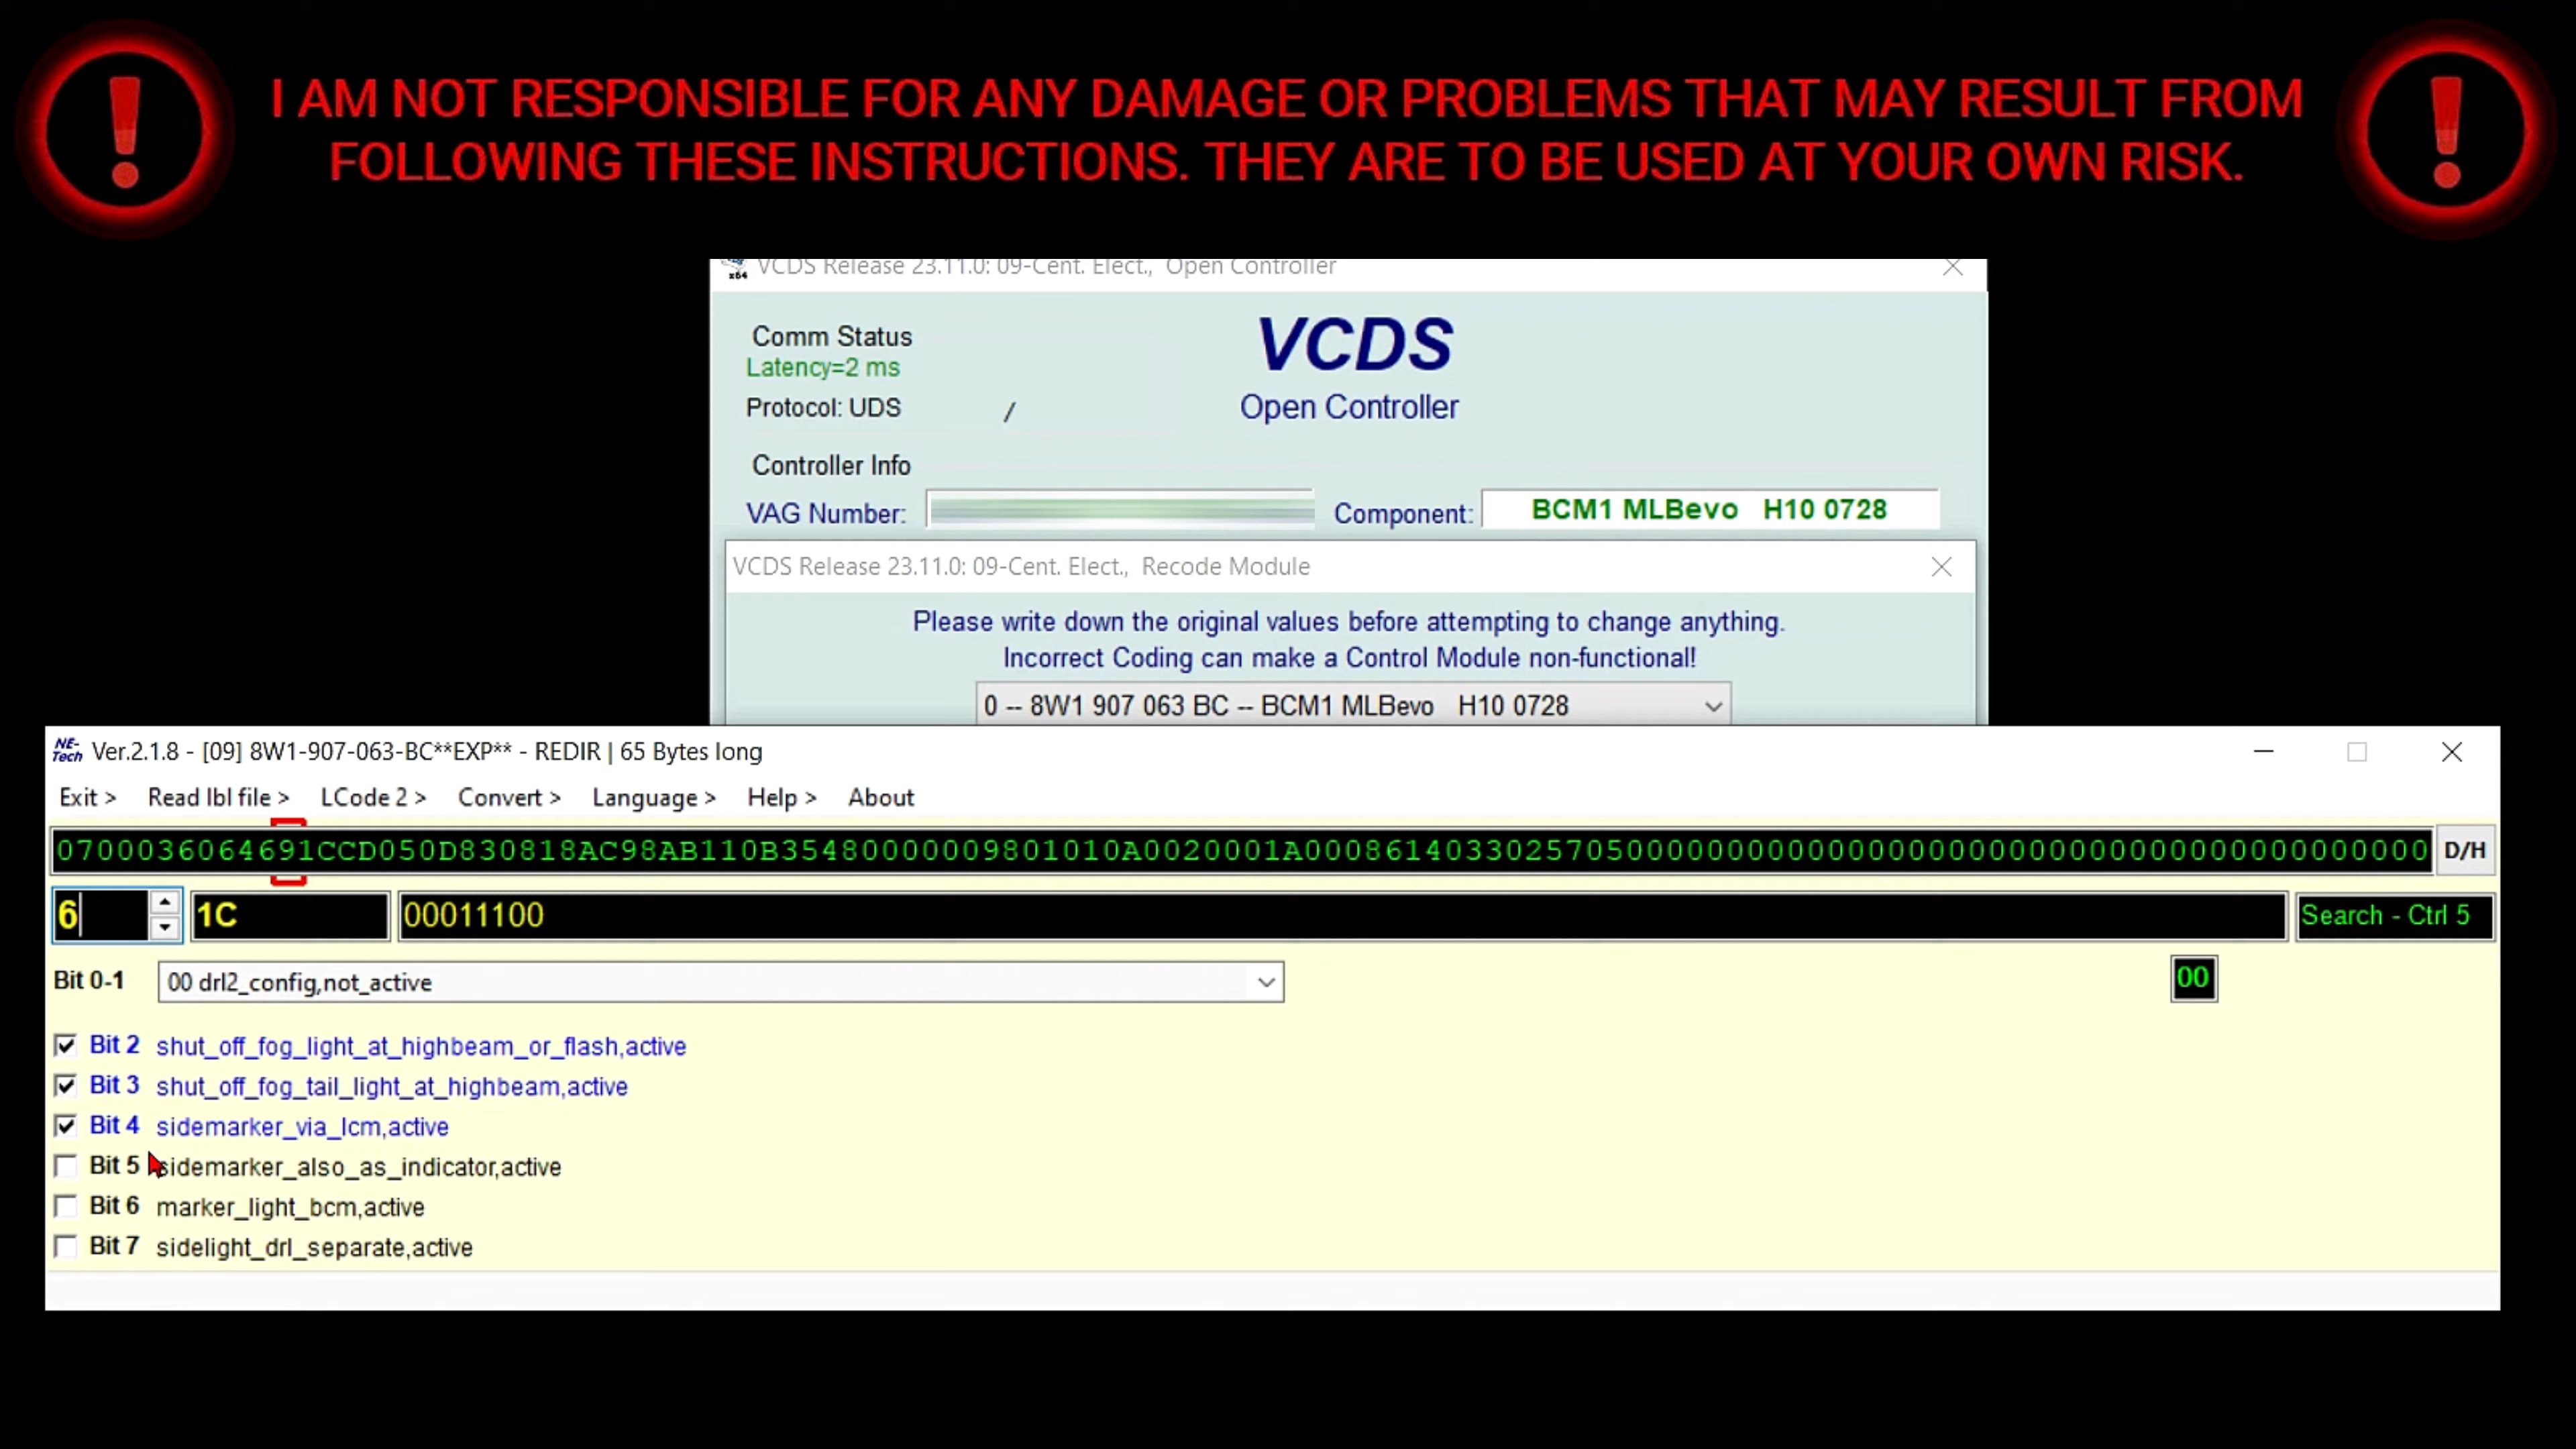 I AM NOT RESPONSIBLE FOR ANY DAMAGE OR PROBLEMS THAT MAY RESULT FROM
FOLLOWING THESE INSTRUCTIONS. THEY ARE TO BE USED AT YOUR OWN RISK.
x64 VCDS Release 23.11.0: 09-Cent. Elect., Open Controller
Comm Status
VCDS
Latency=2 ms
Protocol: UDS /
Open Controller
Controller Info
VAG Number: Component: BCM1 MLBevo H10 0728
VCDS Release 23.11.0: 09-Cent. Elect., Recode Module
Please write down the original values before attempting to change anything.
Incorrect Coding can make a Control Module non-functional!
0 -- 8W1 907 063 BC -- BCM1 MLBevo H10 0728
NE-Tech Ver.2.1.8 - [09] 8W1-907-063-BC**EXP** - REDIR | 65 Bytes long
Exit > Read lbl file > LCode 2 > Convert > Language > Help > About
0700036064691CCD050D830818AC98AB110B35480000009801010A0020001A00086140330257050000000000000000000000000000000000000000 D/H
6 1C 00011100 Search - Ctrl 5
Bit 0-1 00 drl2_config,not_active 00
Bit 2 shut_off_fog_light_at_highbeam_or_flash,active
Bit 3 shut_off_fog_tail_light_at_highbeam,active
Bit 4 sidemarker_via_lcm,active
Bit 5 sidemarker_also_as_indicator,active
Bit 6 marker_light_bcm,active
Bit 7 sidelight_drl_separate,active